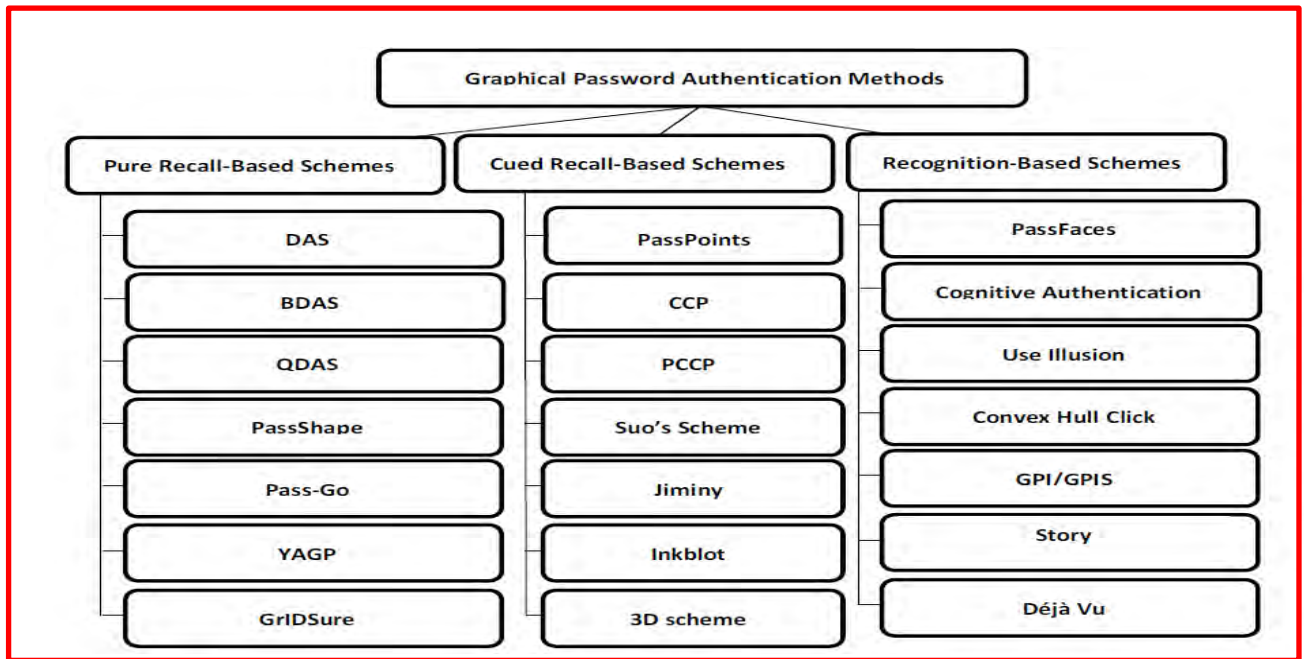 Graphical Password Authentication Methods
Pure Recall-Based Schemes
DAS
BDAS
QDAS
PassShape
Pass-Go
YAGP
GrIDSure
Cued Recall-Based Schemes
PassPoints
CCP
PCCP
Suo's Scheme
Jiminy
Inkblot
3D scheme
Recognition-Based Schemes
PassFaces
Cognitive Authentication
Use Illusion
Convex Hull Click
GPI/GPIS
Story
Déjà Vu